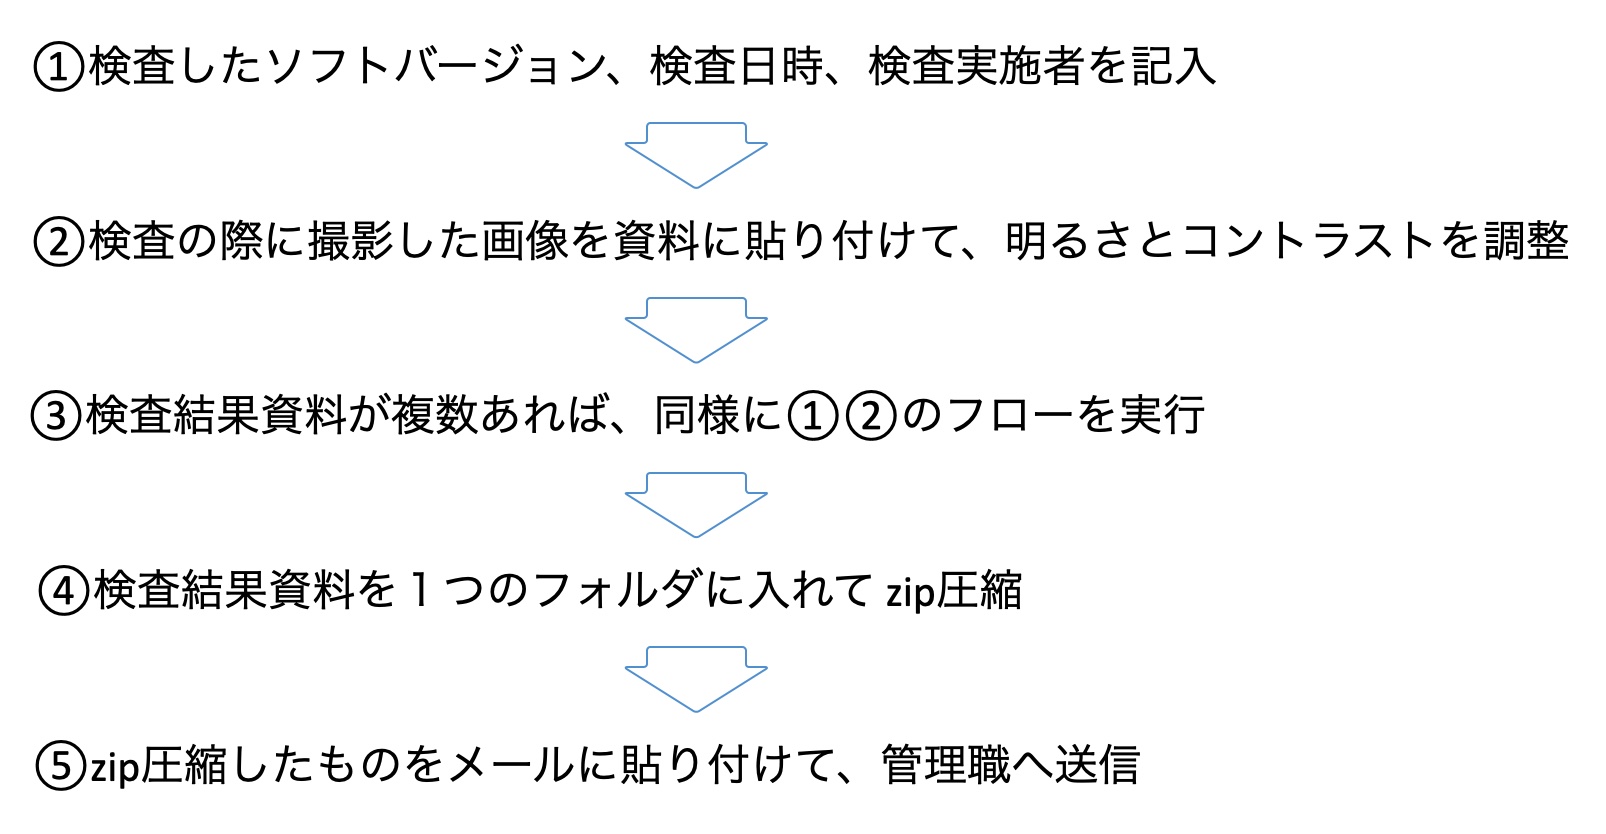 ①検査したソフトバージョン、検査日時、検査実施者を記入
②検査の際に撮影した画像を資料に貼り付けて、明るさとコントラストを調整
③検査結果資料が複数あれば、同様に①②のフローを実行
④検査結果資料を１つのフォルダに入れて zip圧縮
⑤zip圧縮したものをメールに貼り付けて、管理職へ送信